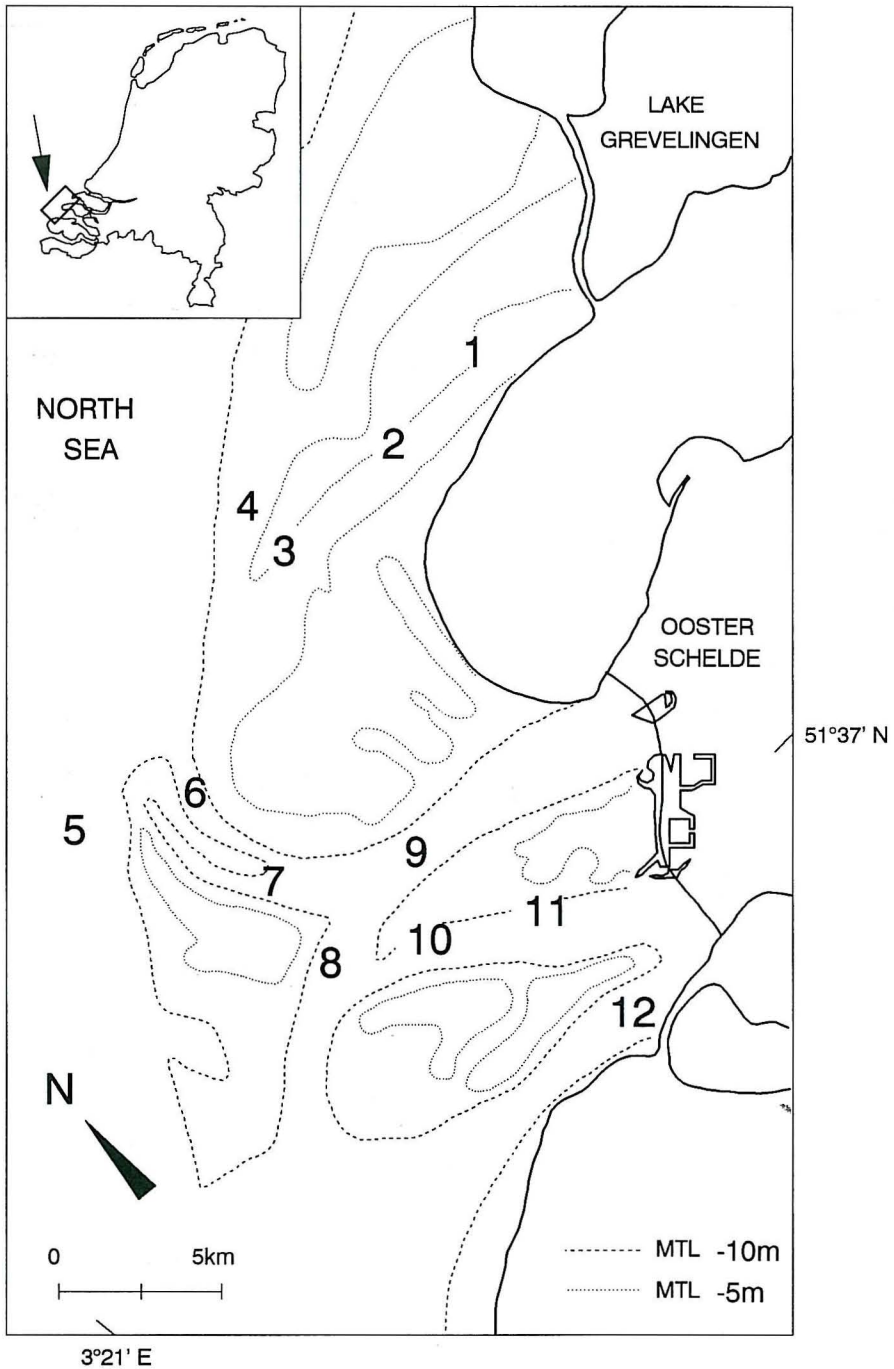 LAKE
GREVELINGEN
NORTH
SEA
1
2
3
4
OOSTER
SCHELDE
51°37' N
5
6
7
8
9
10
11
12
N
0 5km
MTL -10m
MTL -5m
3°21' E